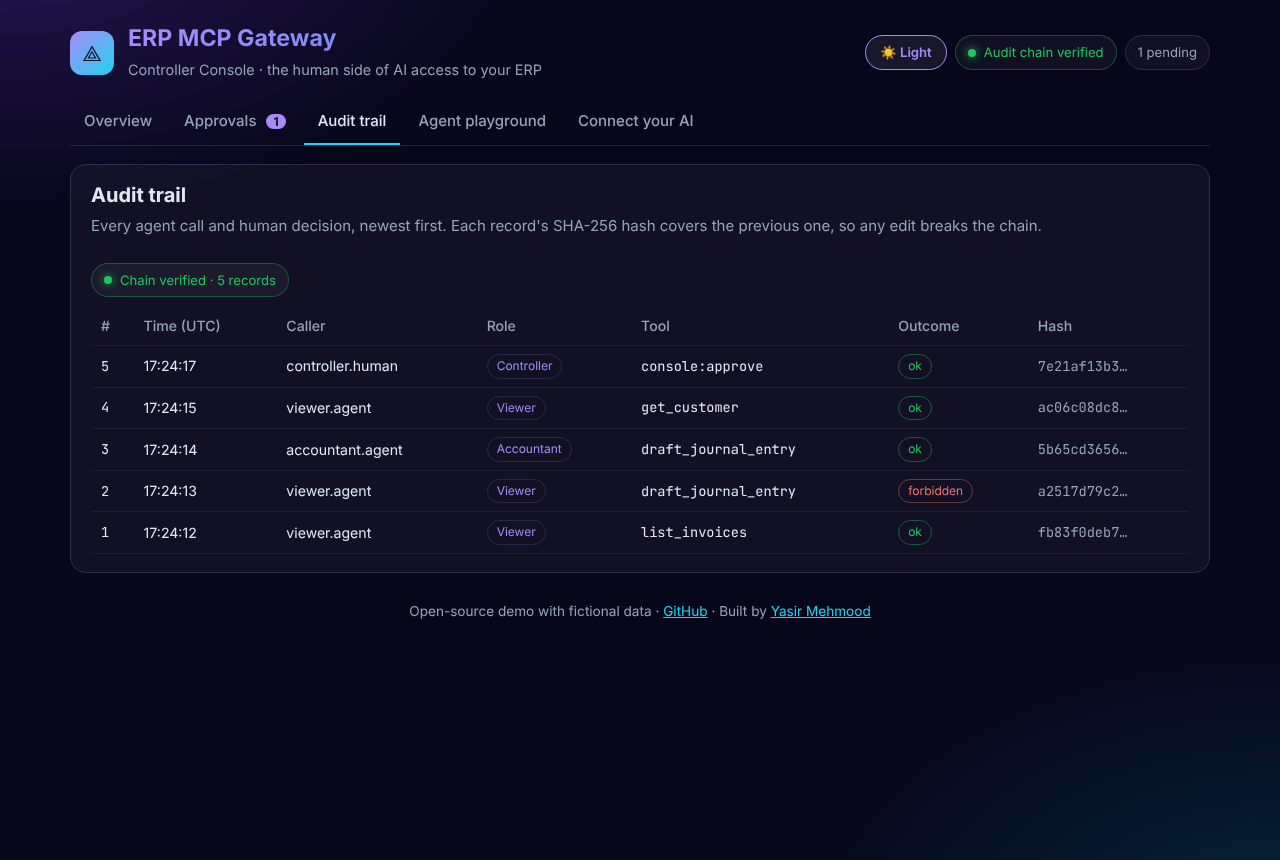 ERP MCP Gateway
Controller Console · the human side of AI access to your ERP
☀️ Light
Audit chain verified
1 pending
Overview
Approvals 1
Audit trail
Agent playground
Connect your AI
Audit trail
Every agent call and human decision, newest first. Each record's SHA-256 hash covers the previous one, so any edit breaks the chain.
Chain verified · 5 records
# Time (UTC) Caller Role Tool Outcome Hash
5 17:24:17 controller.human Controller console:approve ok 7e21af13b3…
4 17:24:15 viewer.agent Viewer get_customer ok ac06c08dc8…
3 17:24:14 accountant.agent Accountant draft_journal_entry ok 5b65cd3656…
2 17:24:13 viewer.agent Viewer draft_journal_entry forbidden a2517d79c2…
1 17:24:12 viewer.agent Viewer list_invoices ok fb83f0deb7…
Open-source demo with fictional data · GitHub · Built by Yasir Mehmood